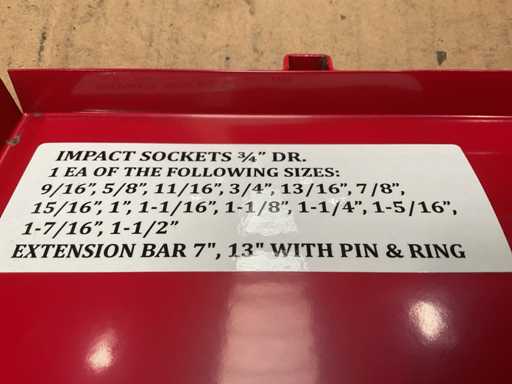 IMPACT SOCKETS ¾” DR.
1 EA OF THE FOLLOWING SIZES:
9/16”, 5/8”, 11/16”, 3/4”, 13/16”, 7/8”,
15/16”, 1”, 1-1/16”, 1-1/8”, 1-1/4”, 1-5/16”,
1-7/16”, 1-1/2”
EXTENSION BAR 7", 13" WITH PIN & RING